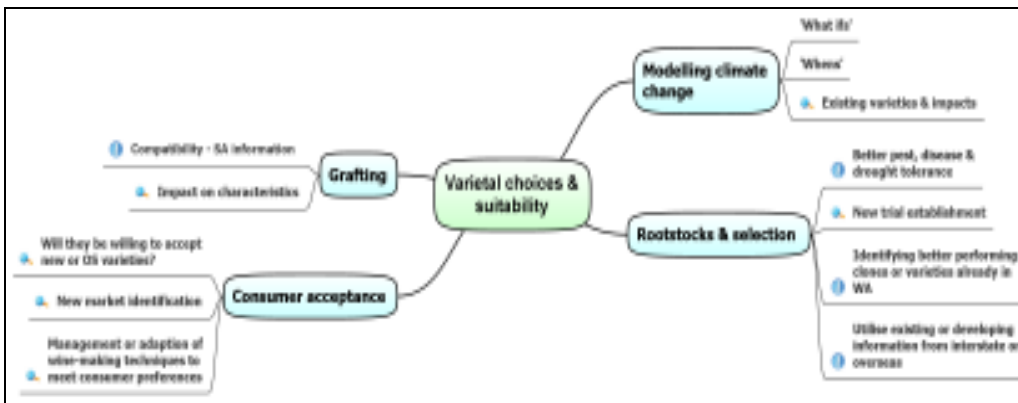 Varietal choices &
suitability
Modelling climate
change
'What ifs'
'Whens'
Existing varieties & impacts
Rootstocks & selection
Better pest, disease &
drought tolerance
New trial establishment
Identifying better performing
clones or varieties already in
WA
Utilise existing or developing
information from interstate or
overseas
Grafting
Compatibility - SA information
Impact on characteristics
Consumer acceptance
Will they be willing to accept
new or OS varieties?
New market identification
Management or adaption of
wine-making techniques to
meet consumer preferences